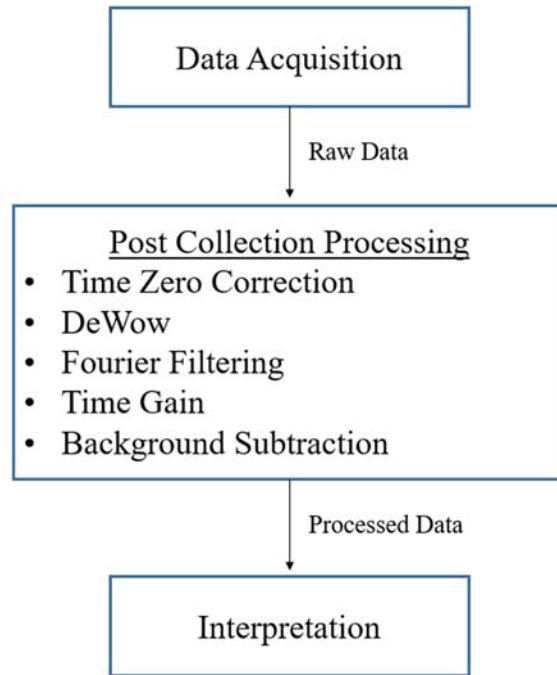 Data Acquisition
Raw Data
Post Collection Processing
• Time Zero Correction
• DeWow
• Fourier Filtering
• Time Gain
• Background Subtraction
Processed Data
Interpretation